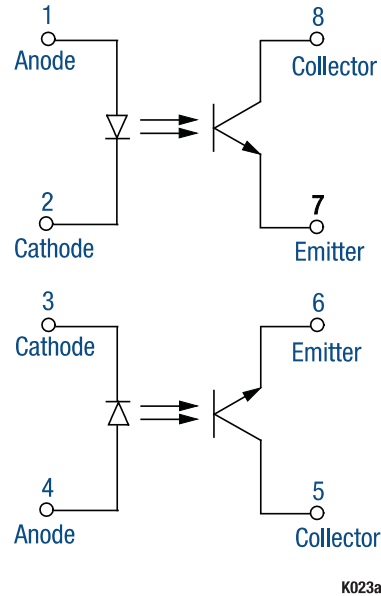 1
Anode
8
Collector
2
Cathode
7
Emitter
3
Cathode
6
Emitter
4
Anode
5
Collector
K023a